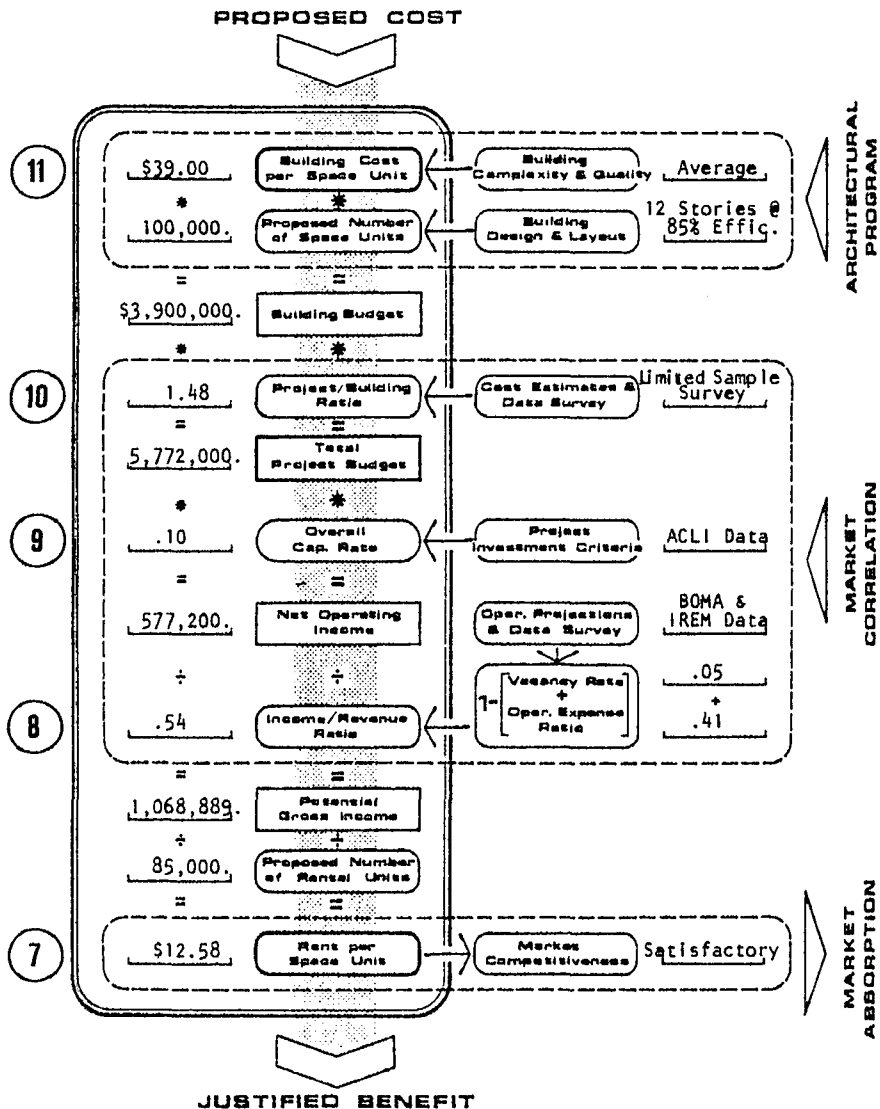 PROPOSED COST
11
$39.00
Building Cost
per Space Unit
Building
Complexity & Quality
Average
*
*
100,000.
Proposed Number
of Space Units
Building
Design & Layout
12 Stories @
85% Effic.
=
=
$3,900,000.
Building Budget
*
*
10
1.48
Project/Building
Ratio
Cost Estimates &
Data Survey
Limited Sample
Survey
=
=
5,772,000.
Total
Project Budget
*
*
9
.10
Overall
Cap. Rate
Project
Investment Criteria
ACLI Data
=
=
577,200.
Net Operating
Income
Oper. Projections
& Data Survey
BOMA &
IREM Data
÷
÷
8
.54
Income/Revenue
Ratio
1-
Vacancy Rate
+
Oper. Expense
Ratio
.05
+
.41
=
=
1,068,889.
Potential
Gross Income
÷
÷
85,000.
Proposed Number
of Rental Units
=
=
7
$12.58
Rent per
Space Unit
Market
Competitiveness
Satisfactory
JUSTIFIED BENEFIT
ARCHITECTURAL
PROGRAM
MARKET
CORRELATION
MARKET
ABSORPTION